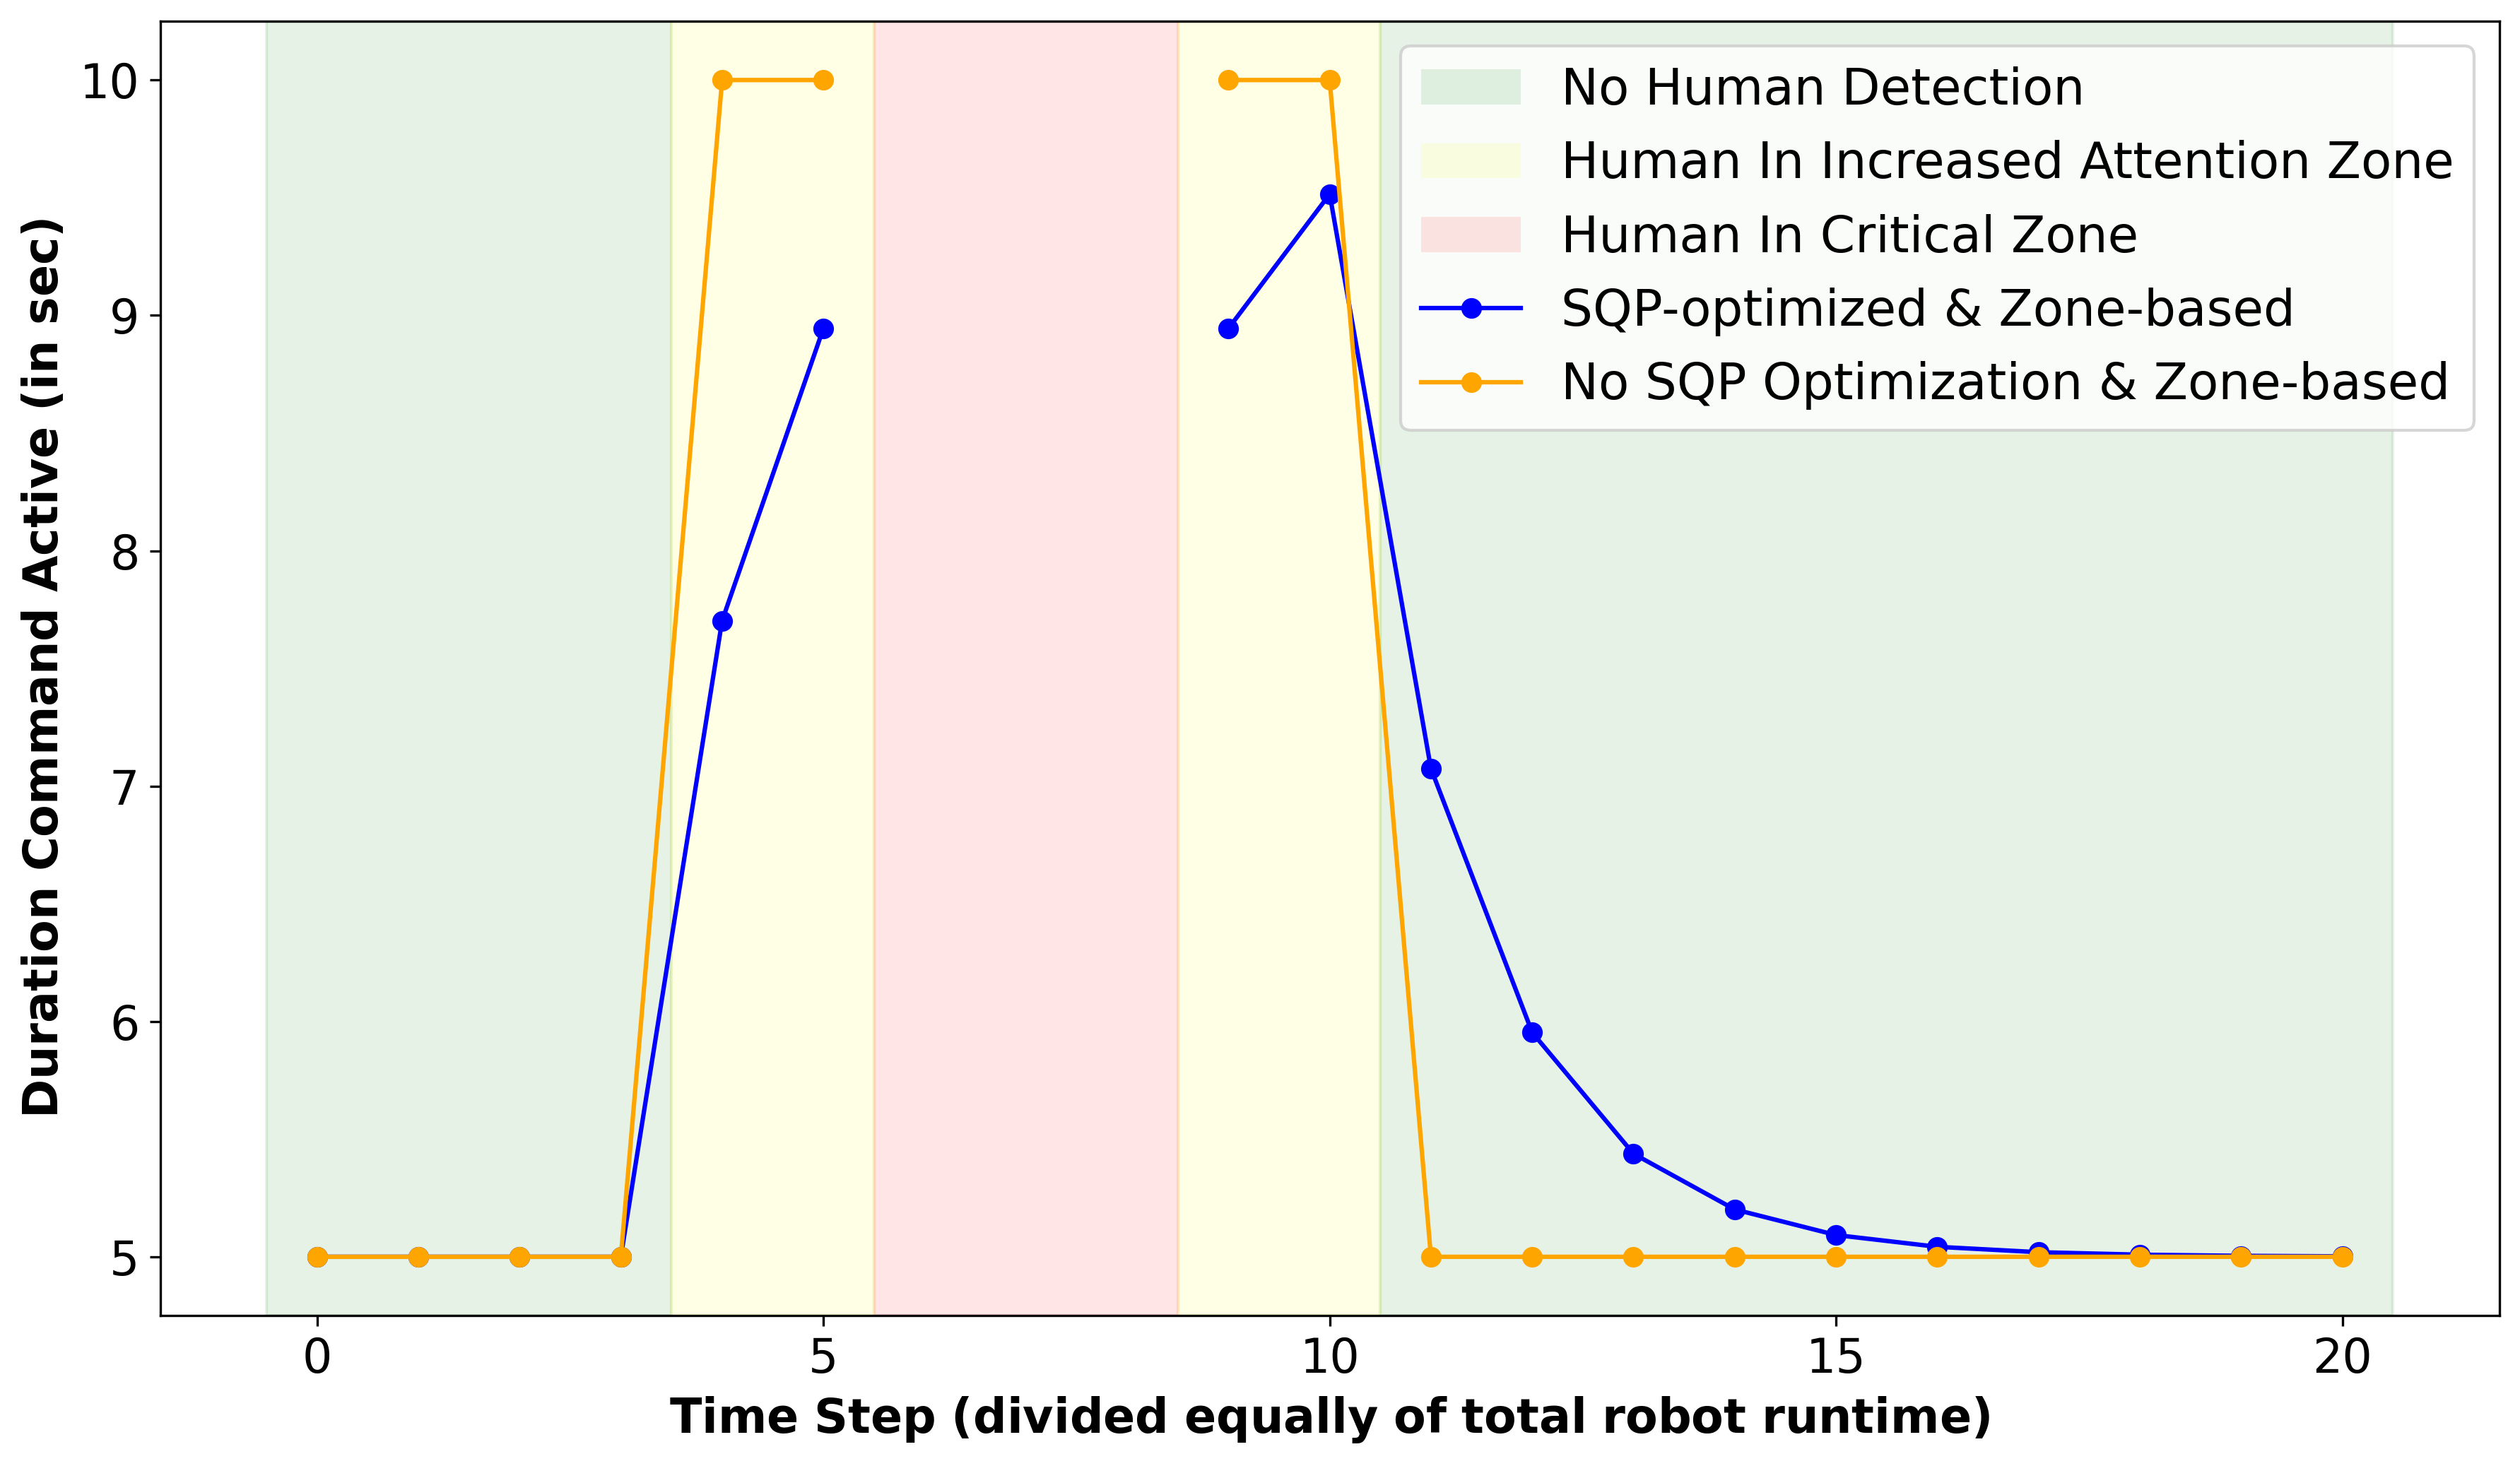 Duration Command Active (in sec)
10
9
8
7
6
5
No Human Detection
Human In Increased Attention Zone
Human In Critical Zone
SQP-optimized & Zone-based
No SQP Optimization & Zone-based
0 5 10 15 20
Time Step (divided equally of total robot runtime)